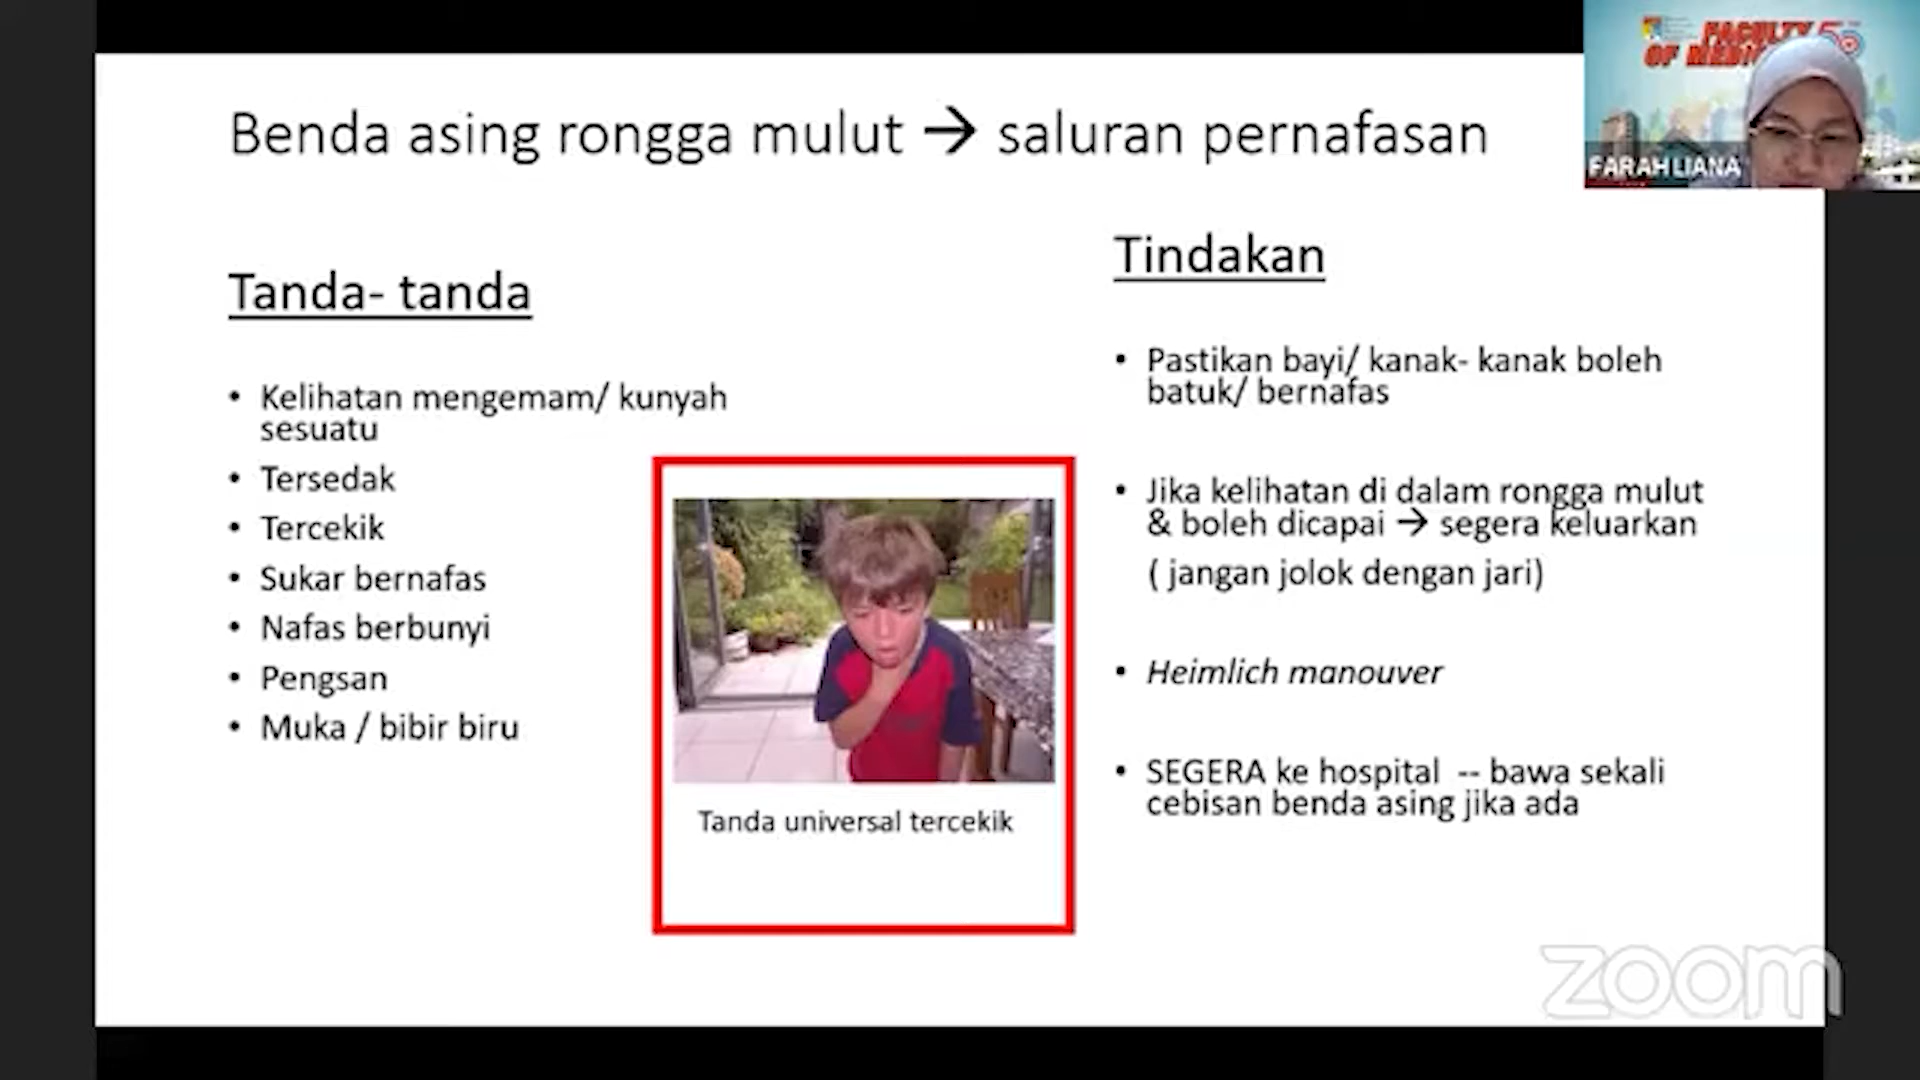 Benda asing rongga mulut → saluran pernafasan
FACULTY
OF MEDI
FARAH LIANA
Tanda- tanda
• Kelihatan mengemam/ kunyah
sesuatu
• Tersedak
• Tercekik
• Sukar bernafas
• Nafas berbunyi
• Pengsan
• Muka / bibir biru
Tanda universal tercekik
Tindakan
• Pastikan bayi/ kanak- kanak boleh
batuk/ bernafas
• Jika kelihatan di dalam rongga mulut
& boleh dicapai → segera keluarkan
( jangan jolok dengan jari)
• Heimlich manouver
• SEGERA ke hospital -- bawa sekali
cebisan benda asing jika ada
zoom